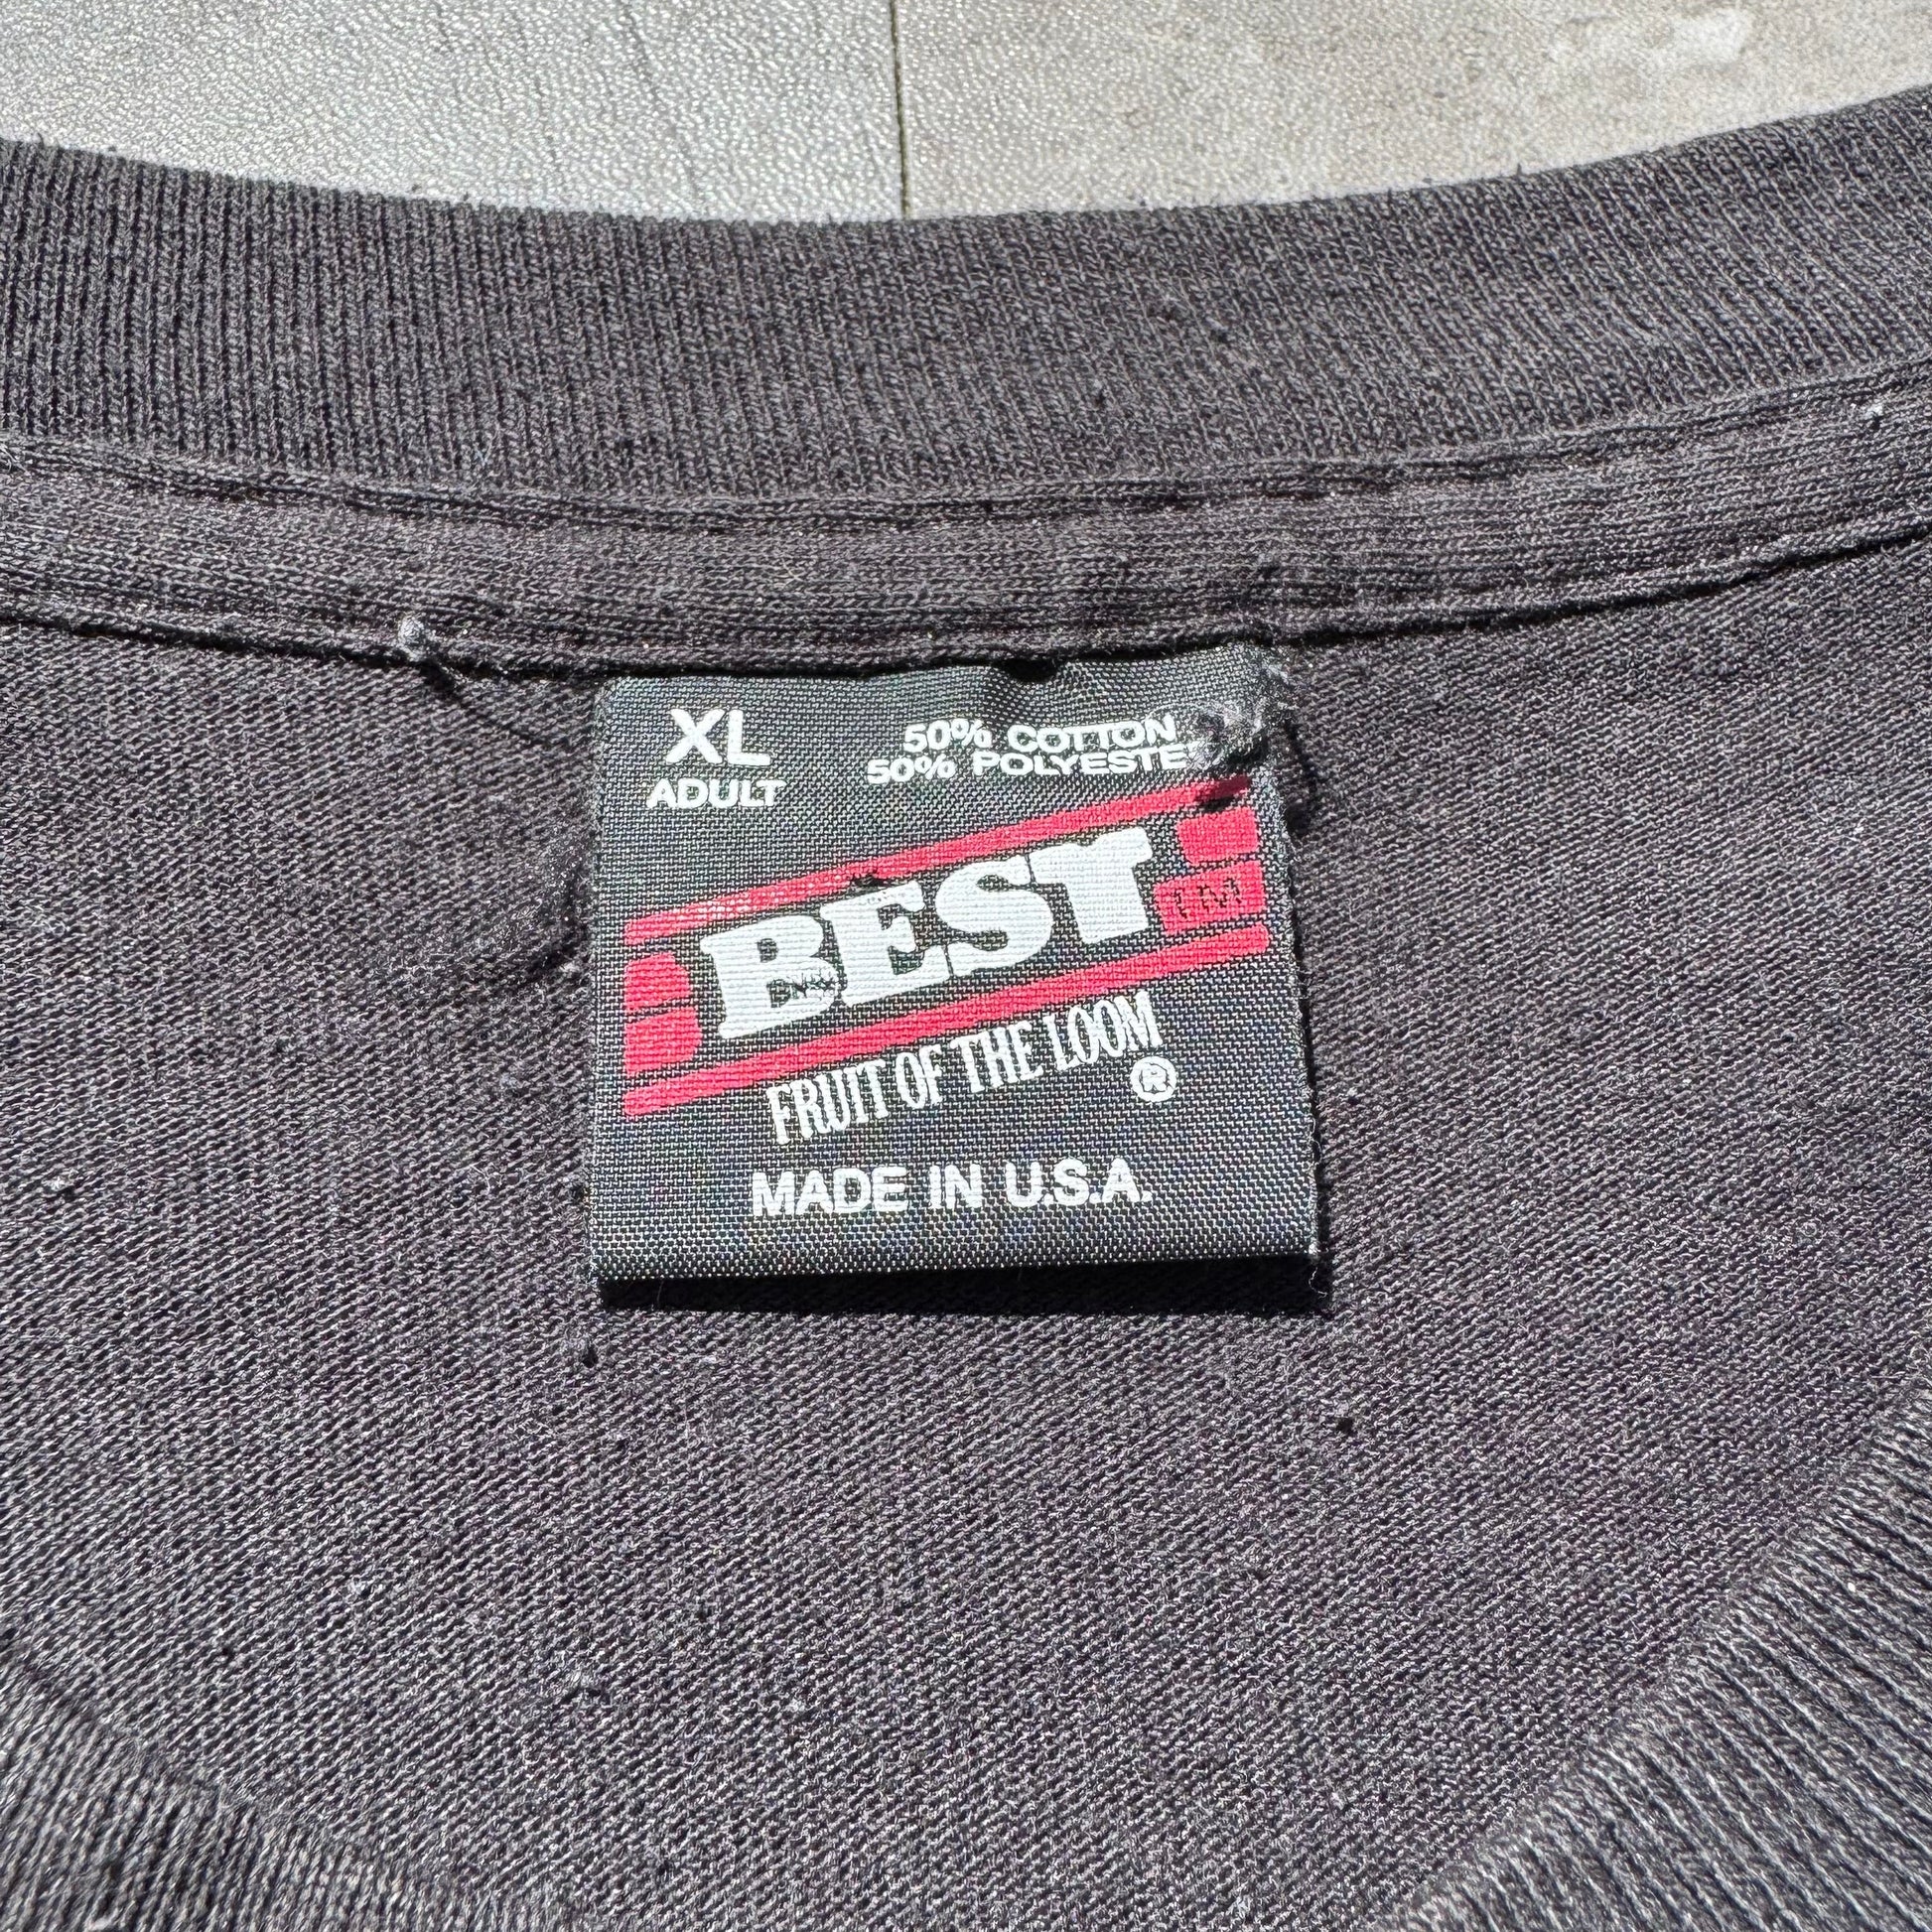 XL
ADULT
50% COTTON
50% POLYESTE
BEST
TM
FRUIT OF THE LOOM
®
MADE IN U.S.A.